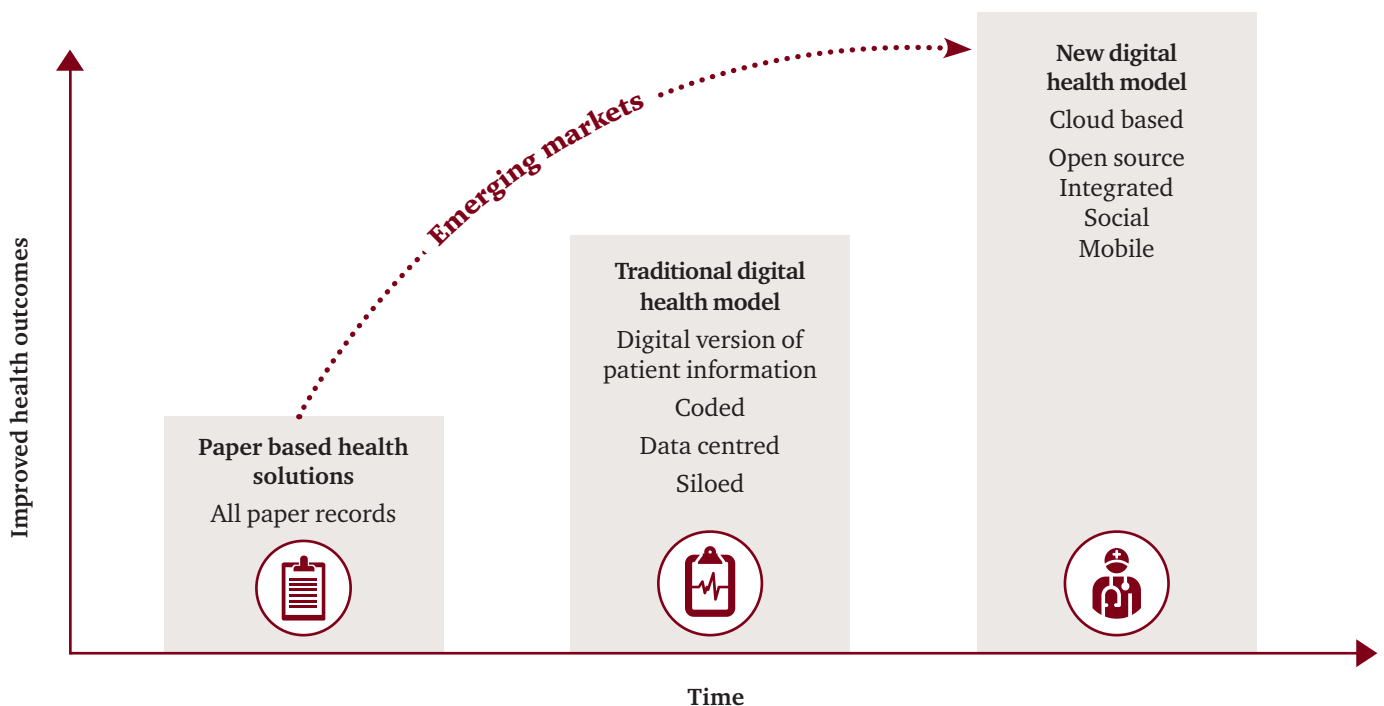 Improved health outcomes
Emerging markets
Paper based health
solutions
All paper records
Traditional digital
health model
Digital version of
patient information
Coded
Data centred
Siloed
New digital
health model
Cloud based
Open source
Integrated
Social
Mobile
Time